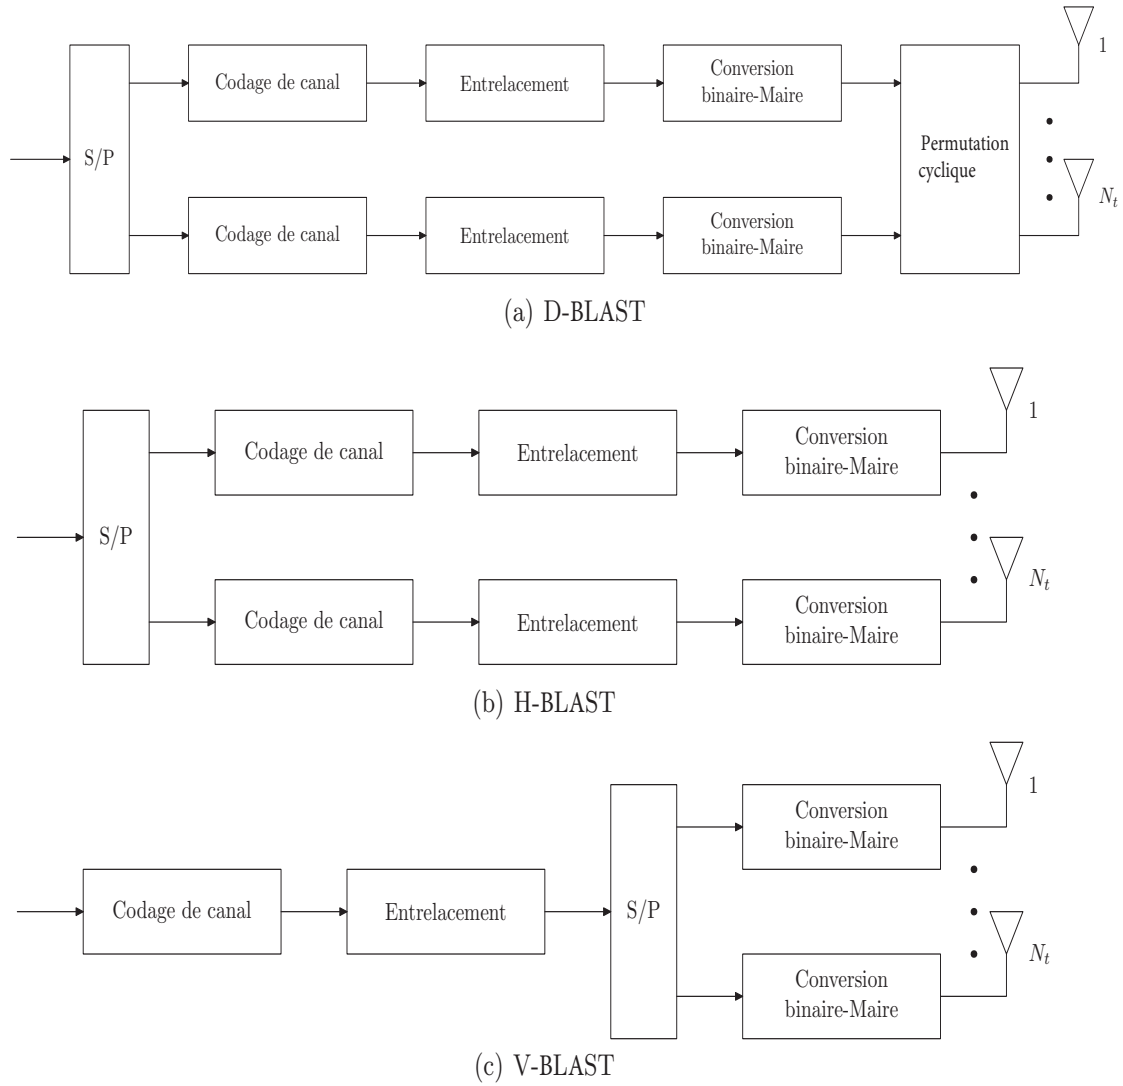 1
Codage de canal
Entrelacement
Conversion
binaire-Maire
S/P
Permutation
cyclique
Codage de canal
Entrelacement
Conversion
binaire-Maire
N_t
(a) D-BLAST
1
Codage de canal
Entrelacement
Conversion
binaire-Maire
S/P
Codage de canal
Entrelacement
Conversion
binaire-Maire
N_t
(b) H-BLAST
1
Conversion
binaire-Maire
Codage de canal
Entrelacement
S/P
Conversion
binaire-Maire
N_t
(c) V-BLAST